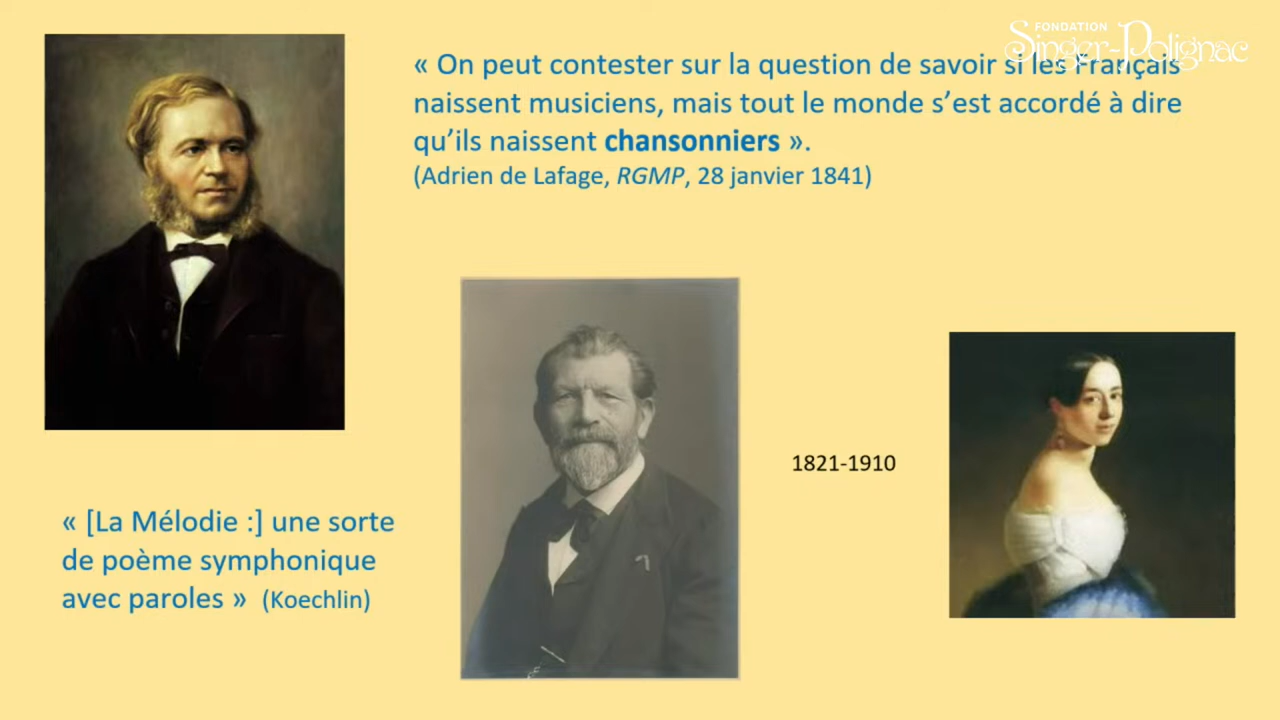 FONDATION
Singer-Polignac
« On peut contester sur la question de savoir si les Français
naissent musiciens, mais tout le monde s’est accordé à dire
qu’ils naissent chansonniers ».
(Adrien de Lafage, RGMP, 28 janvier 1841)
1821-1910
« [La Mélodie :] une sorte
de poème symphonique
avec paroles » (Koechlin)